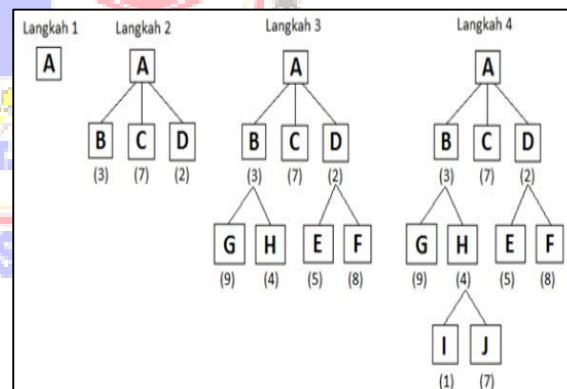 Langkah 1 Langkah 2 Langkah 3 Langkah 4
A A A A
B C D B C D B C D
(3) (7) (2) (3) (7) (2) (3) (7) (2)
G H E F G H E F
(9) (4) (5) (8) (9) (4) (5) (8)
I J
(1) (7)